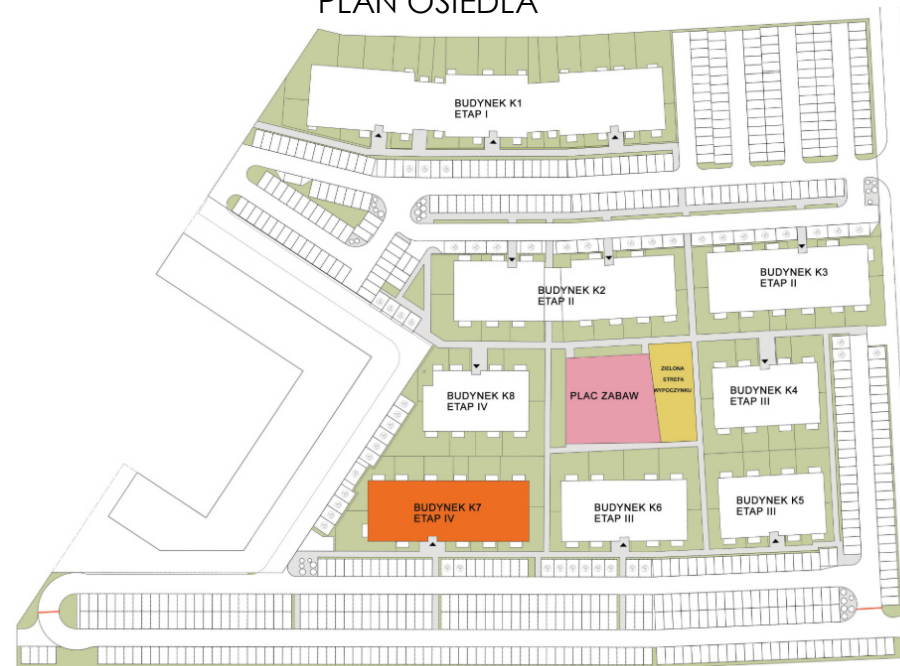 PLAN OSIEDLA
BUDYNEK K1
ETAP I
BUDYNEK K2
ETAP II
BUDYNEK K3
ETAP II
BUDYNEK K8
ETAP IV
PLAC ZABAW
ZIELONA
STREFA
WYPOCZYNKU
BUDYNEK K4
ETAP III
BUDYNEK K7
ETAP IV
BUDYNEK K6
ETAP III
BUDYNEK K5
ETAP III